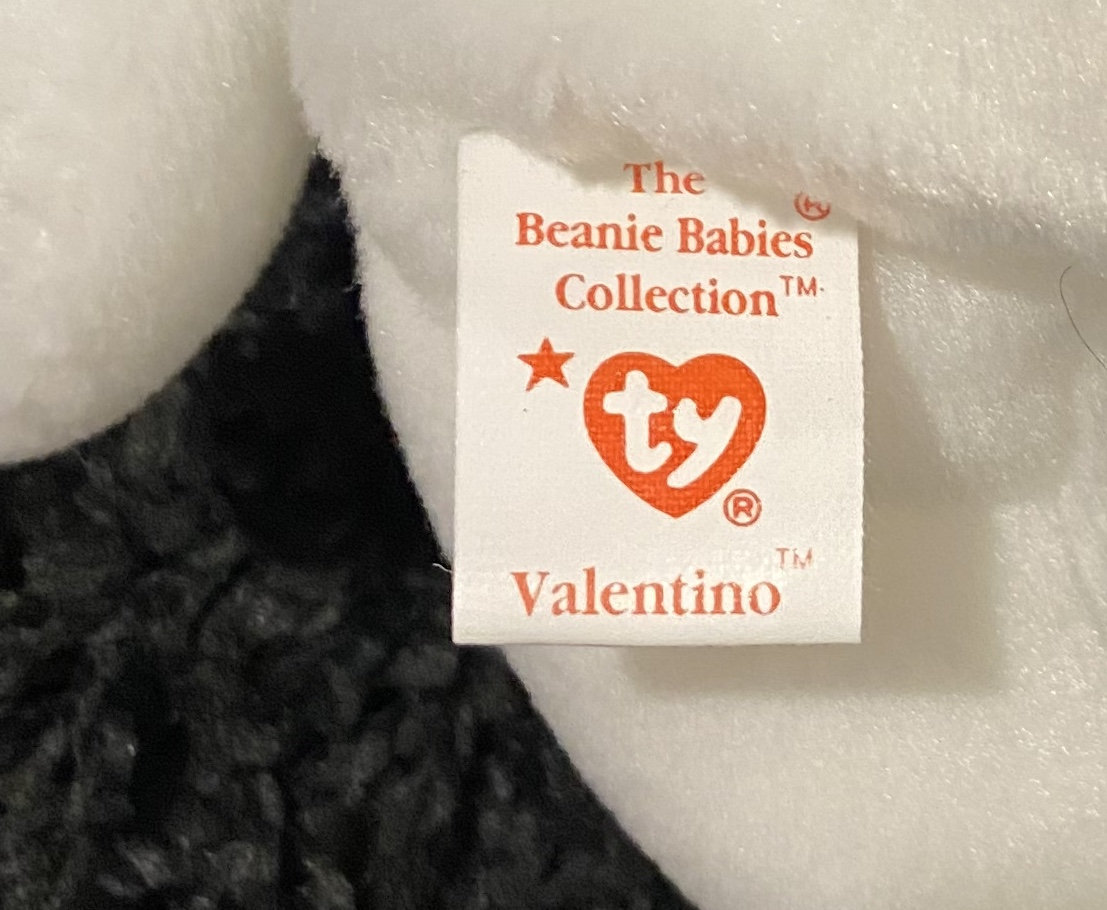 The
Beanie Babies®
Collection™
ty®
Valentino™